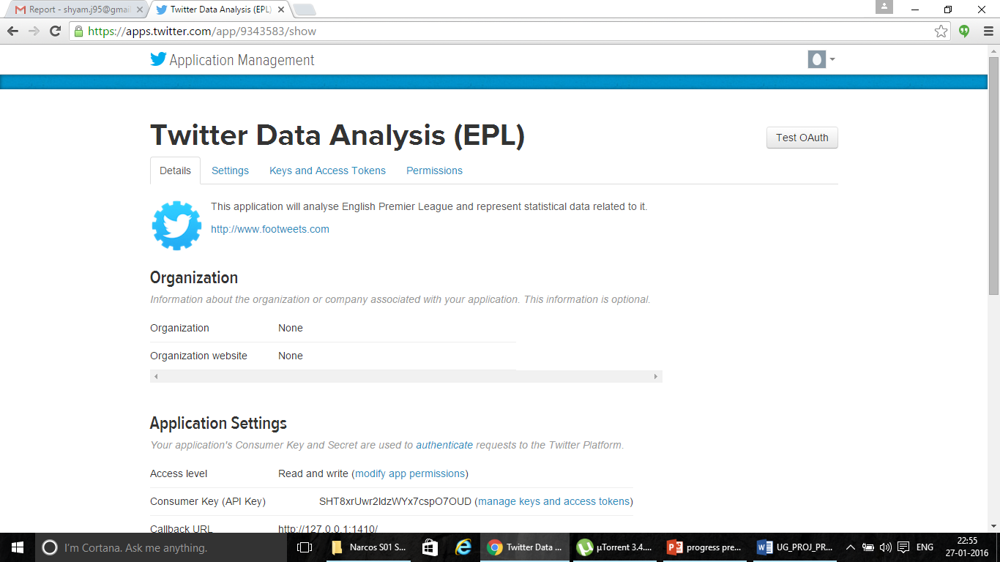 Report - shyam.j95@gmai
Twitter Data Analysis (EPL)
https://apps.twitter.com/app/9343583/show
Application Management
Twitter Data Analysis (EPL)
Test OAuth
Details Settings Keys and Access Tokens Permissions
This application will analyse English Premier League and represent statistical data related to it.
http://www.footweets.com
Organization
Information about the organization or company associated with your application. This information is optional.
Organization None
Organization website None
Application Settings
Your application's Consumer Key and Secret are used to authenticate requests to the Twitter Platform.
Access level Read and write (modify app permissions)
Consumer Key (API Key) SHT8xrUwr2IdzWYx7cspO7OUD (manage keys and access tokens)
Callback URL http://127.0.0.1:1410/
I'm Cortana. Ask me anything.
Narcos S01 S...
Twitter Data ...
µTorrent 3.4....
progress pre...
UG_PROJ_PR...
ENG
22:55
27-01-2016